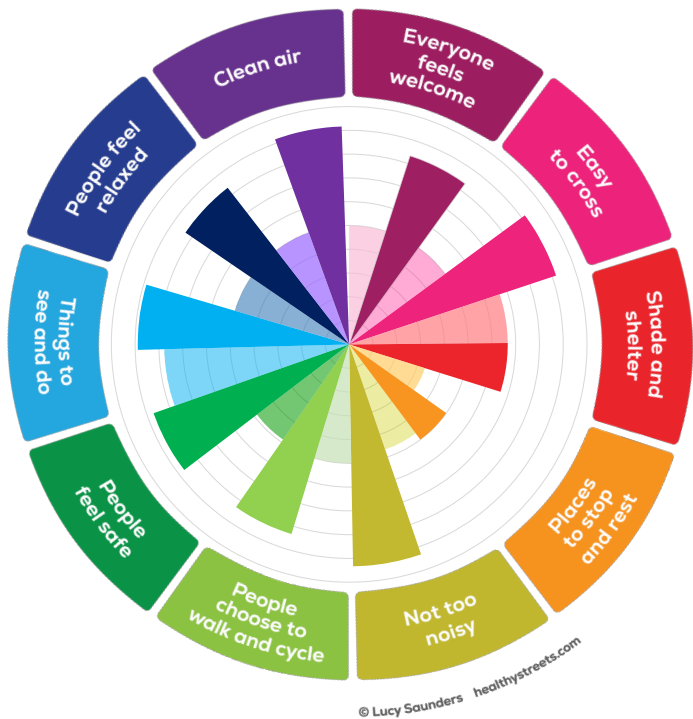 Everyone
feels
welcome
Easy
to cross
Shade and
shelter
Places
to stop
and rest
Not too
noisy
People
choose to
walk and cycle
People
feel safe
Things to
see and do
People feel
relaxed
Clean air
© Lucy Saunders healthystreets.com